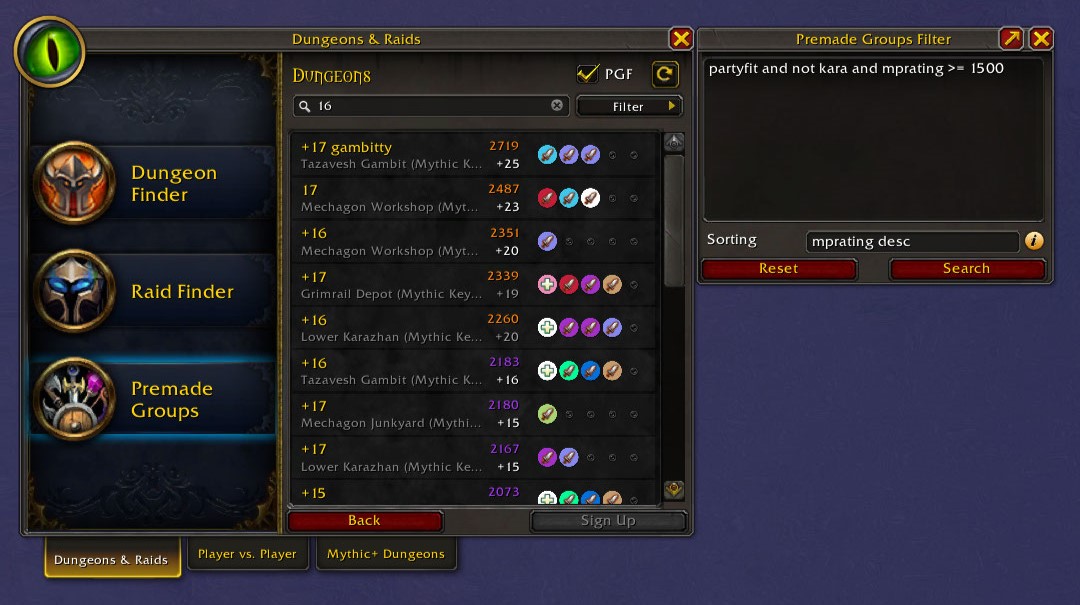 Dungeons & Raids
Dungeon
Finder
Raid Finder
Premade
Groups
Dungeons
PGF
16
Filter
+17 gambitty 2719
Tazavesh Gambit (Mythic K... +25
17 2487
Mechagon Workshop (Myt... +23
+16 2351
Mechagon Workshop (Myt... +20
+17 2339
Grimrail Depot (Mythic Key... +19
+16 2260
Lower Karazhan (Mythic Ke... +20
+16 2183
Tazavesh Gambit (Mythic K... +16
+17 2180
Mechagon Junkyard (Mythi... +15
+17 2167
Lower Karazhan (Mythic Ke... +15
+15 2073
Back
Sign Up
Dungeons & Raids
Player vs. Player
Mythic+ Dungeons
Premade Groups Filter
partyfit and not kara and mprating >= 1500
Sorting
mprating desc
i
Reset
Search